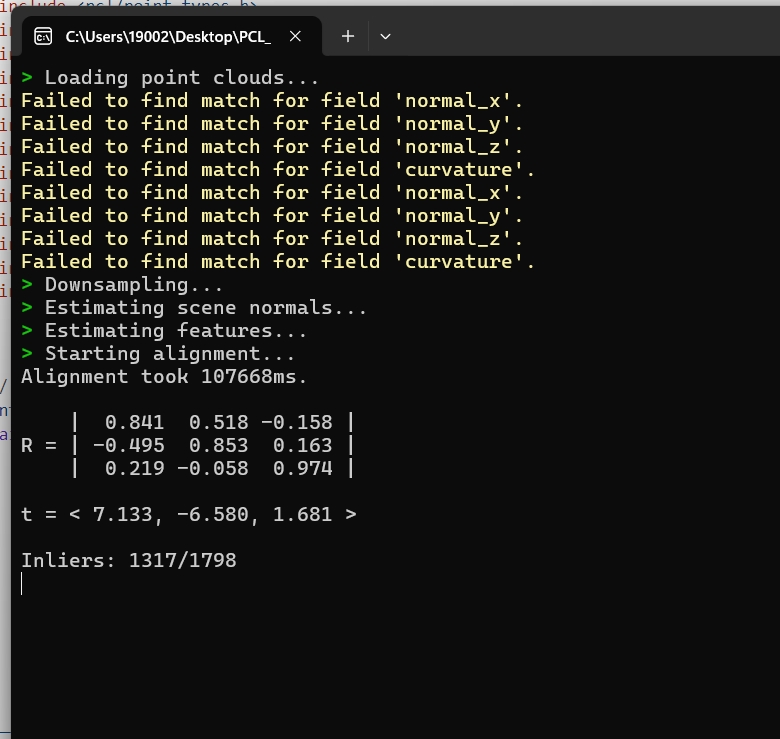 include <pcl/point_types.h>
C:\Users\19002\Desktop\PCL_
> Loading point clouds...
Failed to find match for field 'normal_x'.
Failed to find match for field 'normal_y'.
Failed to find match for field 'normal_z'.
Failed to find match for field 'curvature'.
Failed to find match for field 'normal_x'.
Failed to find match for field 'normal_y'.
Failed to find match for field 'normal_z'.
Failed to find match for field 'curvature'.
> Downsampling...
> Estimating scene normals...
> Estimating features...
> Starting alignment...
Alignment took 107668ms.
| 0.841 0.518 -0.158 |
R = | -0.495 0.853 0.163 |
| 0.219 -0.058 0.974 |
t = < 7.133, -6.580, 1.681 >
Inliers: 1317/1798